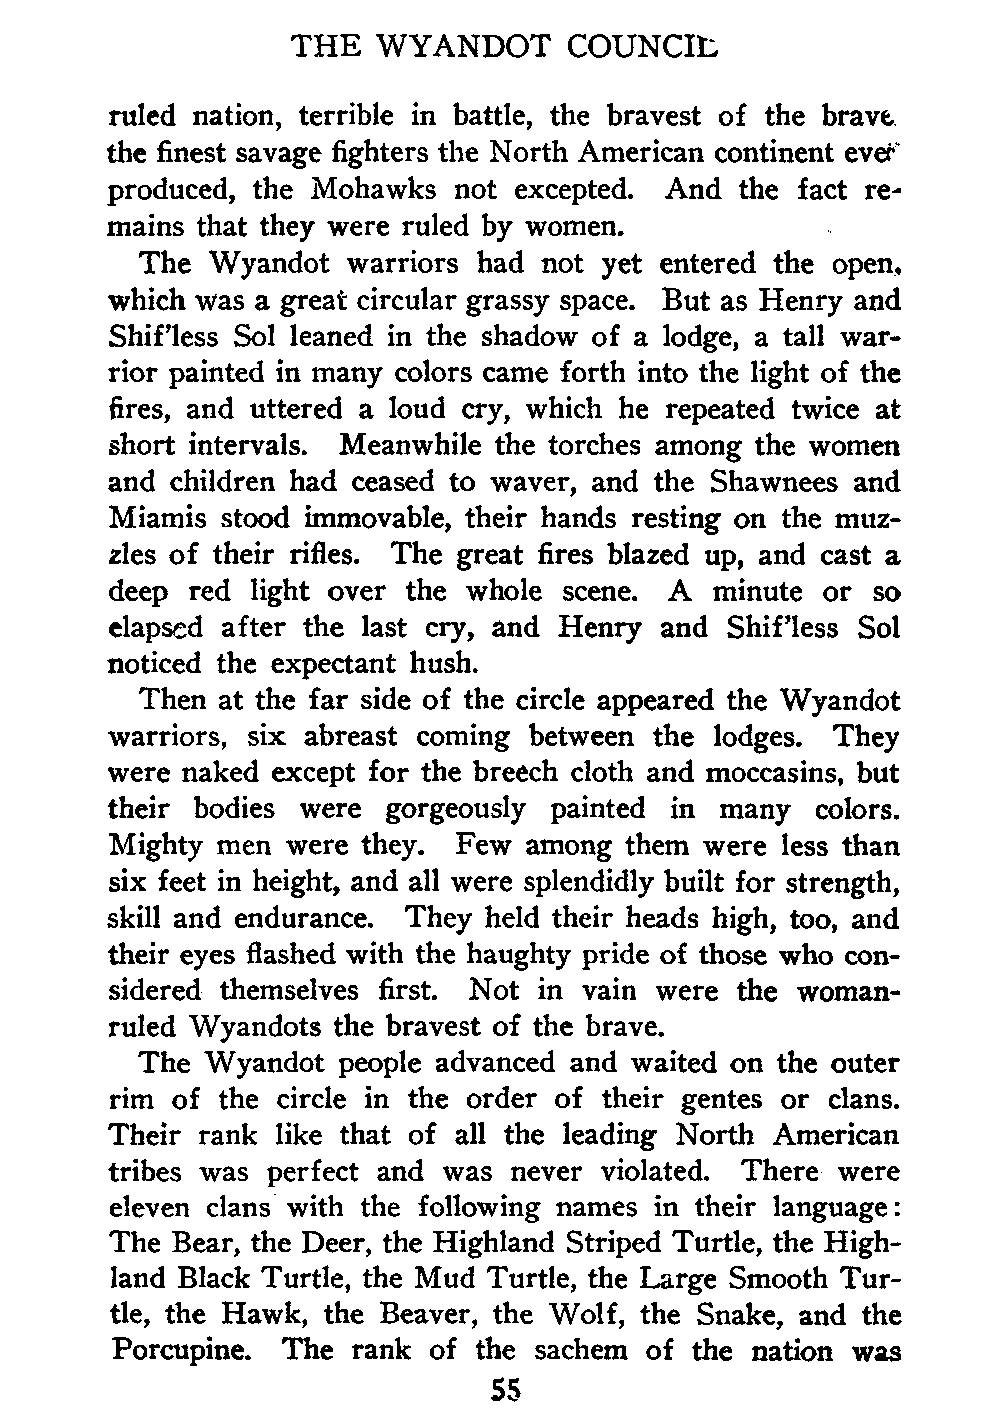 THE WYANDOT COUNCIL
ruled nation, terrible in battle, the bravest of the brave.
the finest savage fighters the North American continent ever
produced, the Mohawks not excepted. And the fact re-
mains that they were ruled by women.
The Wyandot warriors had not yet entered the open,
which was a great circular grassy space. But as Henry and
Shif'less Sol leaned in the shadow of a lodge, a tall war-
rior painted in many colors came forth into the light of the
fires, and uttered a loud cry, which he repeated twice at
short intervals. Meanwhile the torches among the women
and children had ceased to waver, and the Shawnees and
Miamis stood immovable, their hands resting on the muz-
zles of their rifles. The great fires blazed up, and cast a
deep red light over the whole scene. A minute or so
elapsed after the last cry, and Henry and Shif'less Sol
noticed the expectant hush.
Then at the far side of the circle appeared the Wyandot
warriors, six abreast coming between the lodges. They
were naked except for the breech cloth and moccasins, but
their bodies were gorgeously painted in many colors.
Mighty men were they. Few among them were less than
six feet in height, and all were splendidly built for strength,
skill and endurance. They held their heads high, too, and
their eyes flashed with the haughty pride of those who con-
sidered themselves first. Not in vain were the woman-
ruled Wyandots the bravest of the brave.
The Wyandot people advanced and waited on the outer
rim of the circle in the order of their gentes or clans.
Their rank like that of all the leading North American
tribes was perfect and was never violated. There were
eleven clans with the following names in their language:
The Bear, the Deer, the Highland Striped Turtle, the High-
land Black Turtle, the Mud Turtle, the Large Smooth Tur-
tle, the Hawk, the Beaver, the Wolf, the Snake, and the
Porcupine. The rank of the sachem of the nation was
55